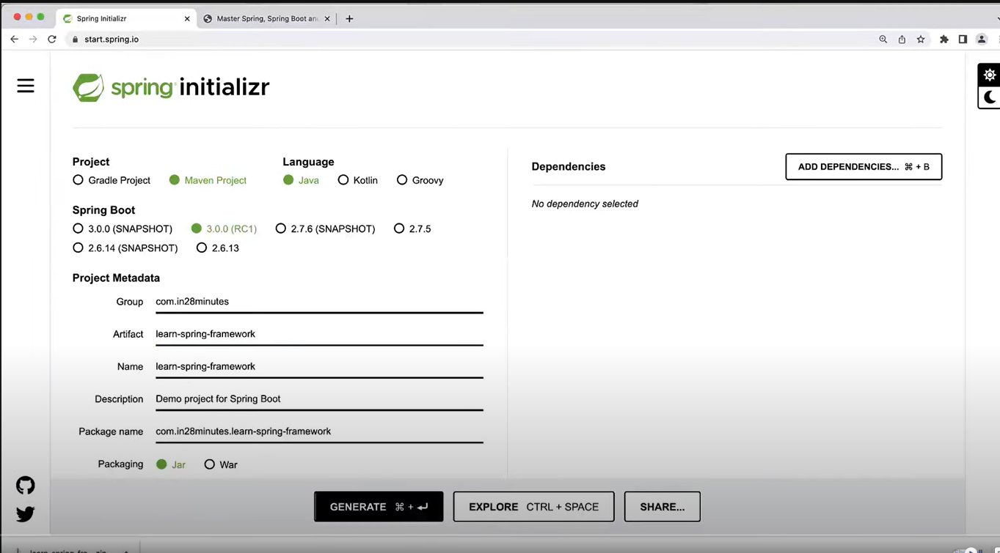 Spring Initializr
Master Spring, Spring Boot and
start.spring.io
spring initializr
Project
Gradle Project Maven Project
Language
Java Kotlin Groovy
Spring Boot
3.0.0 (SNAPSHOT) 3.0.0 (RC1) 2.7.6 (SNAPSHOT) 2.7.5
2.6.14 (SNAPSHOT) 2.6.13
Project Metadata
Group com.in28minutes
Artifact learn-spring-framework
Name learn-spring-framework
Description Demo project for Spring Boot
Package name com.in28minutes.learn-spring-framework
Packaging Jar War
Dependencies
ADD DEPENDENCIES... ⌘ + B
No dependency selected
GENERATE ⌘ + ⏎
EXPLORE CTRL + SPACE
SHARE...